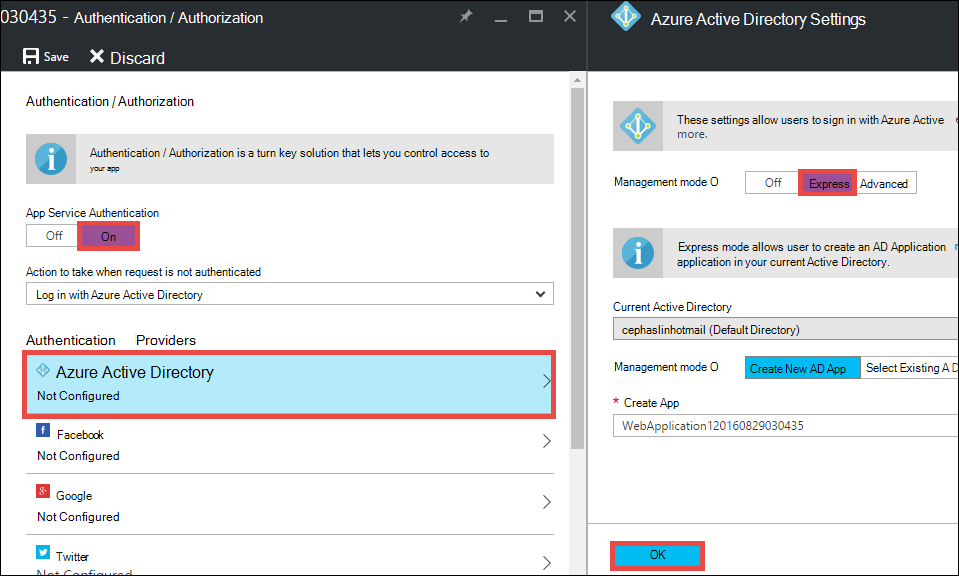 030435 - Authentication / Authorization
Save
Discard
Authentication / Authorization
Authentication / Authorization is a turn key solution that lets you control access to
your app
App Service Authentication
Off
On
Action to take when request is not authenticated
Log in with Azure Active Directory
Authentication Providers
Azure Active Directory
Not Configured
Facebook
Not Configured
Google
Not Configured
Twitter
Not Configured
Azure Active Directory Settings
These settings allow users to sign in with Azure Active
more.
Management mode O
Off
Express
Advanced
Express mode allows user to create an AD Application
application in your current Active Directory.
Current Active Directory
cephaslinhotmail (Default Directory)
Management mode O
Create New AD App
Select Existing A D
* Create App
WebApplication120160829030435
OK